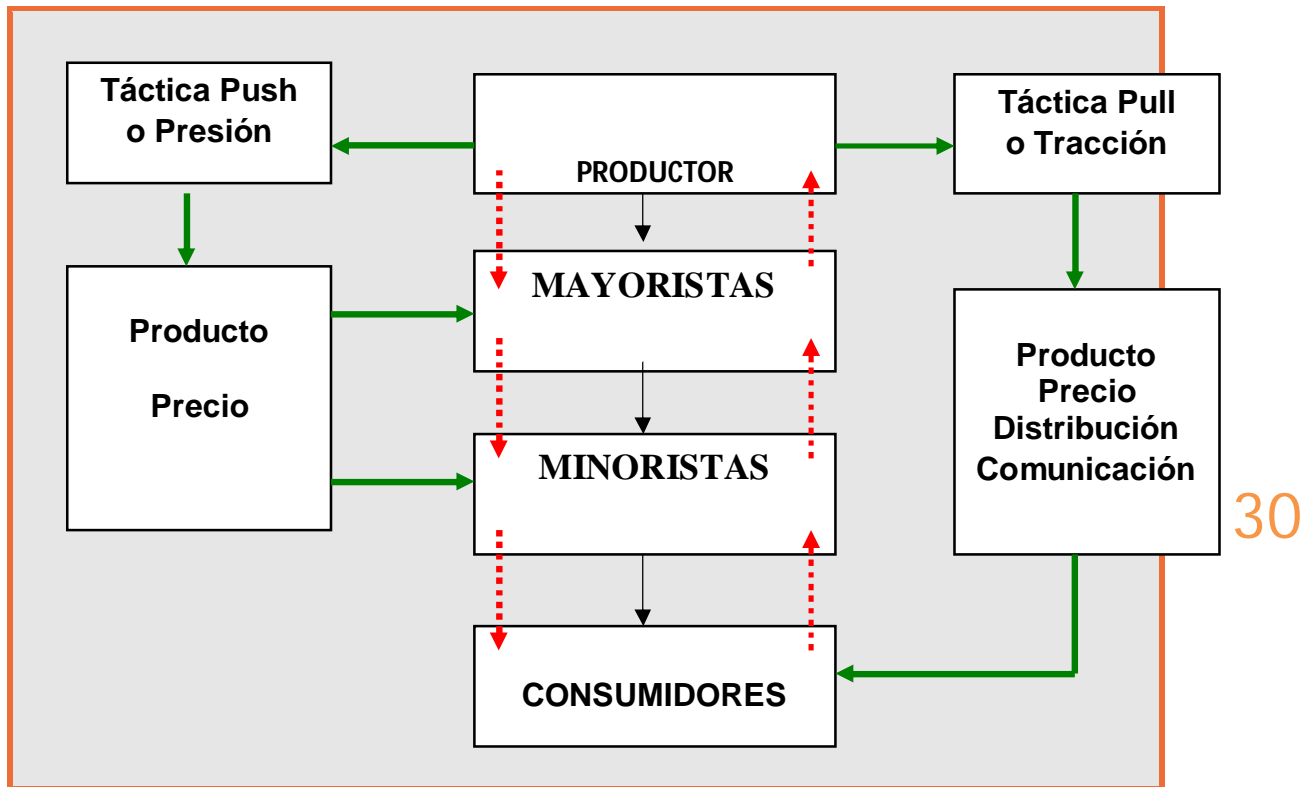 Táctica Push
o Presión
PRODUCTOR
Táctica Pull
o Tracción
MAYORISTAS
Producto
Precio
Producto
Precio
Distribución
Comunicación
MINORISTAS
30
CONSUMIDORES